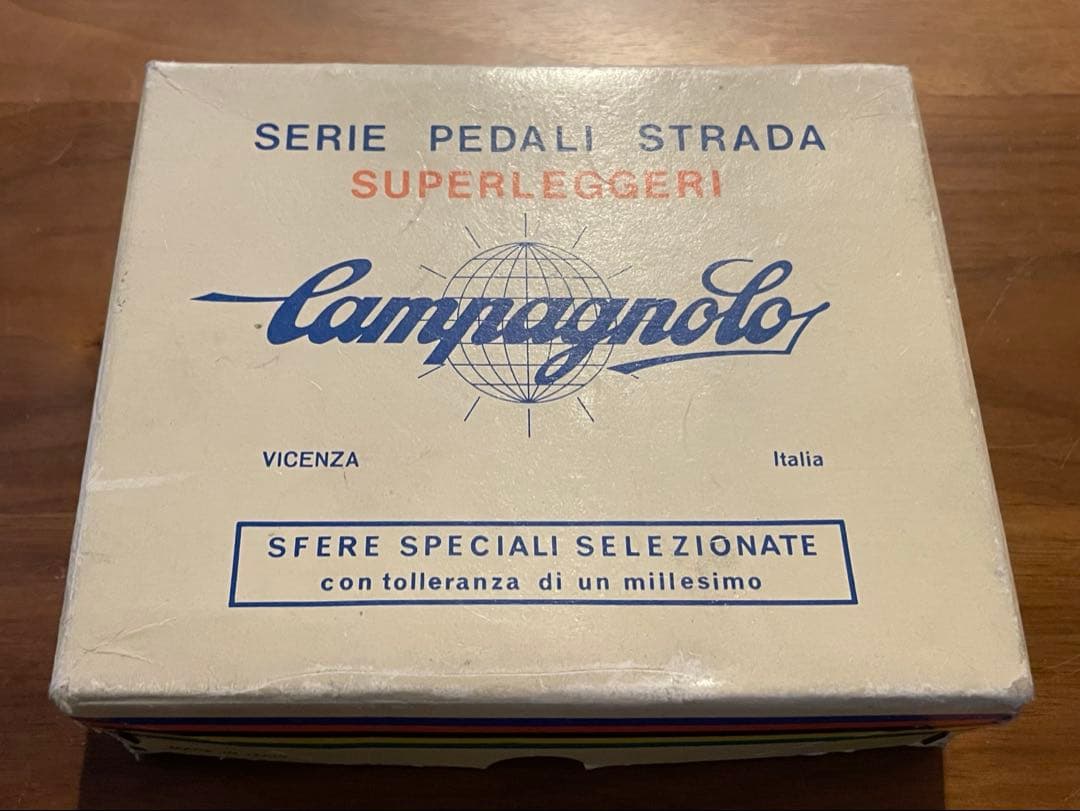 SERIE PEDALI STRADA
SUPERLEGGERI
Campagnolo
VICENZA Italia
SFERE SPECIALI SELEZIONATE
con tolleranza di un millesimo